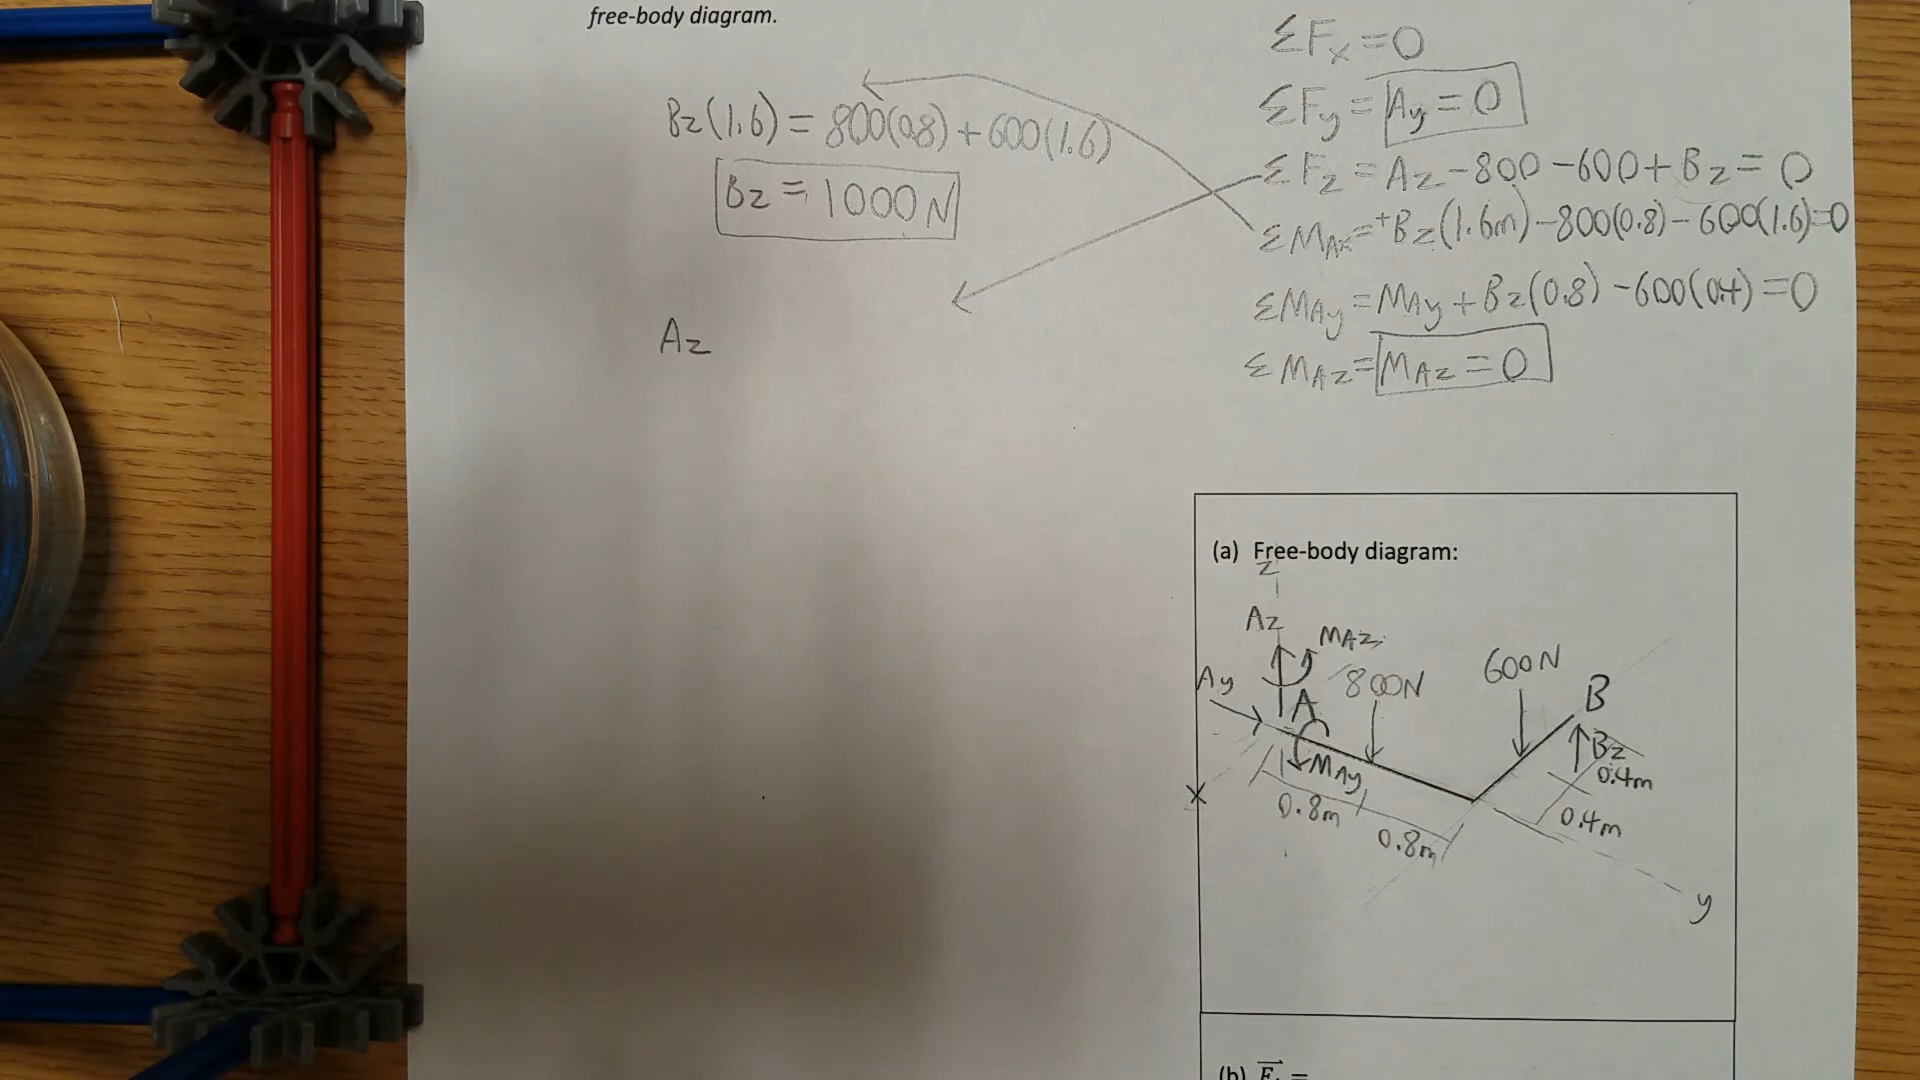 free-body diagram.
Bz(1.6) = 800(0.8) + 600(1.6)
Bz = 1000N
Az
ΣFx = 0
ΣFy = Ay = 0
ΣFz = Az - 800 - 600 + Bz = 0
ΣMAx = +Bz(1.6m) - 800(0.8) - 600(1.6) = 0
ΣMAy = MAy + Bz(0.8) - 600(0.4) = 0
ΣMAz = MAz = 0
(a) Free-body diagram:
z
Az
MAz
Ay
A
800N
600N
B
Bz
MAy
0.4m
x
0.8m
0.4m
0.8m
y